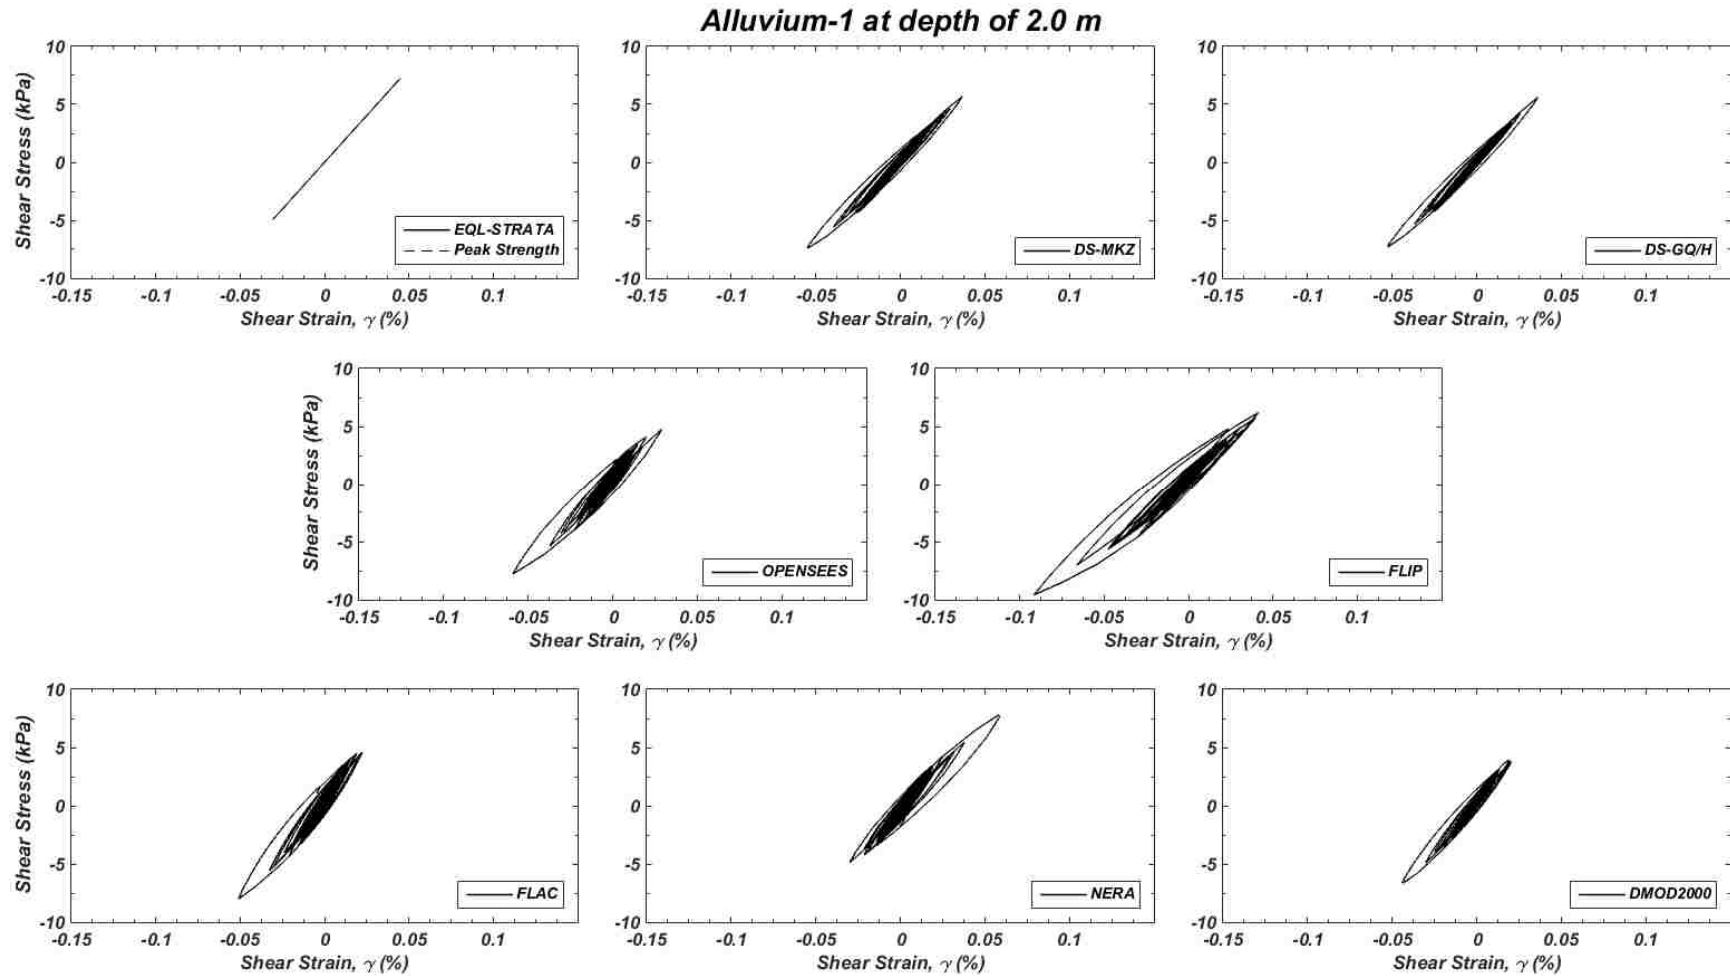 Alluvium-1 at depth of 2.0 m
Shear Stress (kPa)
10
5
0
-5
-10
-0.15 -0.1 -0.05 0 0.05 0.1
Shear Strain, γ (%)
EQL-STRATA
Peak Strength
10
5
0
-5
-10
-0.15 -0.1 -0.05 0 0.05 0.1
Shear Strain, γ (%)
DS-MKZ
10
5
0
-5
-10
-0.15 -0.1 -0.05 0 0.05 0.1
Shear Strain, γ (%)
DS-GQ/H
Shear Stress (kPa)
10
5
0
-5
-10
-0.15 -0.1 -0.05 0 0.05 0.1
Shear Strain, γ (%)
OPENSEES
10
5
0
-5
-10
-0.15 -0.1 -0.05 0 0.05 0.1
Shear Strain, γ (%)
FLIP
Shear Stress (kPa)
10
5
0
-5
-10
-0.15 -0.1 -0.05 0 0.05 0.1
Shear Strain, γ (%)
FLAC
10
5
0
-5
-10
-0.15 -0.1 -0.05 0 0.05 0.1
Shear Strain, γ (%)
NERA
10
5
0
-5
-10
-0.15 -0.1 -0.05 0 0.05 0.1
Shear Strain, γ (%)
DMOD2000